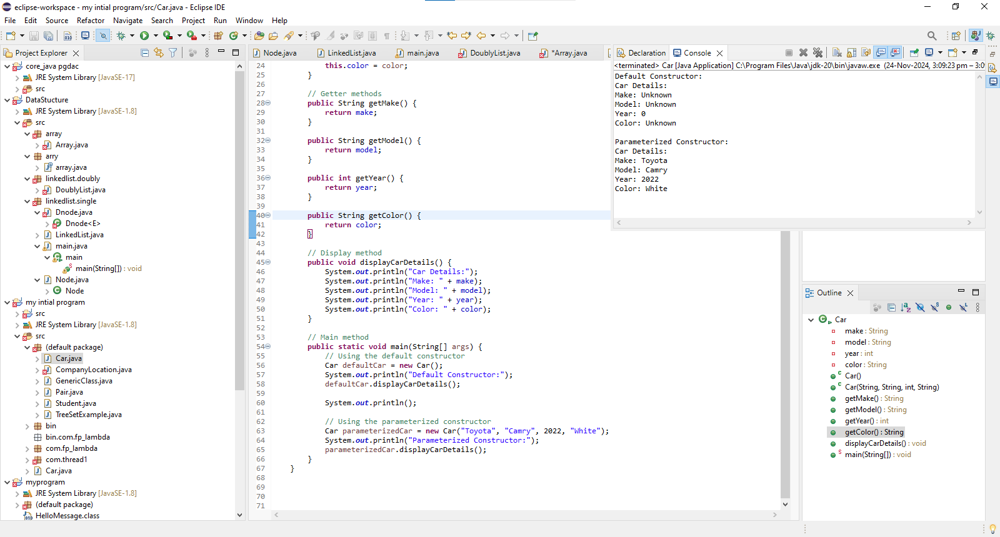 eclipse-workspace - my intial program/src/Car.java - Eclipse IDE
File Edit Source Refactor Navigate Search Project Run Window Help
Project Explorer
core_java pgdac
JRE System Library [JavaSE-17]
src
DataStucture
JRE System Library [JavaSE-1.8]
src
array
Array.java
arry
array.java
linkedlist.doubly
DoublyList.java
linkedlist.single
Dnode.java
Dnode<E>
LinkedList.java
main.java
main
main(String[]) : void
Node.java
Node
my intial program
src
JRE System Library [JavaSE-1.8]
src
(default package)
Car.java
CompanyLocation.java
GenericClass.java
Pair.java
Student.java
TreeSetExample.java
bin
bin.com.fp_lambda
com.fp_lambda
com.thread1
Car.java
myprogram
JRE System Library [JavaSE-1.8]
(default package)
HelloMessage.class
Node.java LinkedList.java main.java DoublyList.java *Array.java
24 this.color = color;
25 }
26
27 // Getter methods
28 public String getMake() {
29 return make;
30 }
31
32 public String getModel() {
33 return model;
34 }
35
36 public int getYear() {
37 return year;
38 }
39
40 public String getColor() {
41 return color;
42 }
43
44 // Display method
45 public void displayCarDetails() {
46 System.out.println("Car Details:");
47 System.out.println("Make: " + make);
48 System.out.println("Model: " + model);
49 System.out.println("Year: " + year);
50 System.out.println("Color: " + color);
51 }
52
53 // Main method
54 public static void main(String[] args) {
55 // Using the default constructor
56 Car defaultCar = new Car();
57 System.out.println("Default Constructor:");
58 defaultCar.displayCarDetails();
59
60 System.out.println();
61
62 // Using the parameterized constructor
63 Car parameterizedCar = new Car("Toyota", "Camry", 2022, "White");
64 System.out.println("Parameterized Constructor:");
65 parameterizedCar.displayCarDetails();
66 }
67 }
68
69
70
71
Declaration Console
<terminated> Car [Java Application] C:\Program Files\Java\jdk-20\bin\javaw.exe (24-Nov-2024, 3:09:23 pm – 3:0
Default Constructor:
Car Details:
Make: Unknown
Model: Unknown
Year: 0
Color: Unknown
Parameterized Constructor:
Car Details:
Make: Toyota
Model: Camry
Year: 2022
Color: White
Outline
Car
make : String
model : String
year : int
color : String
Car()
Car(String, String, int, String)
getMake() : String
getModel() : String
getYear() : int
getColor() : String
displayCarDetails() : void
main(String[]) : void